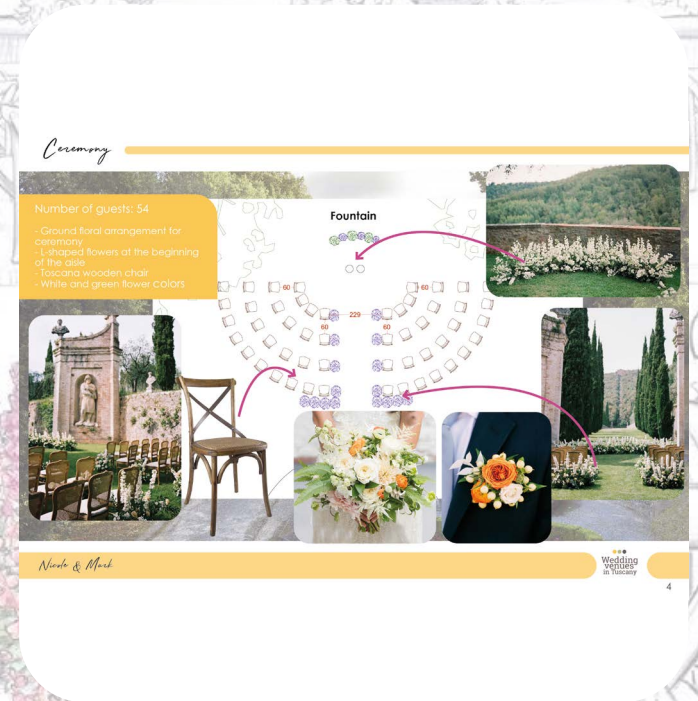 Ceremony
Number of guests: 54
- Ground floral arrangement for
ceremony
- L-shaped flowers at the beginning
of the aisle
- Toscana wooden chair
- White and green flower colors
Fountain
60
60
229
60
60
Nicole & Mark
Wedding
venues
in Tuscany
4